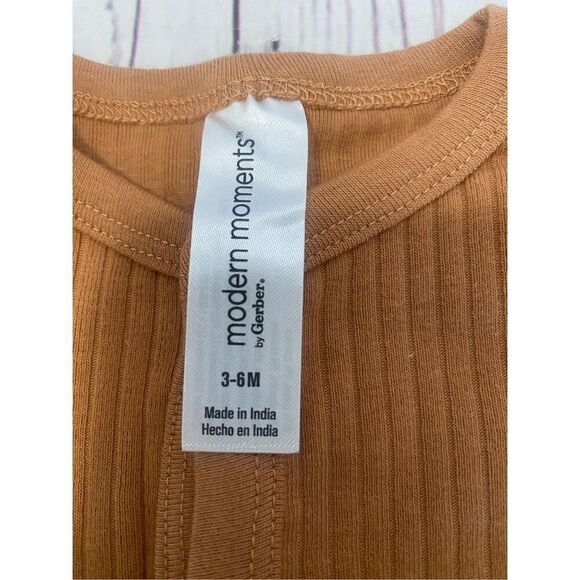 modern moments™
by Gerber®
3-6M
Made in India
Hecho en India